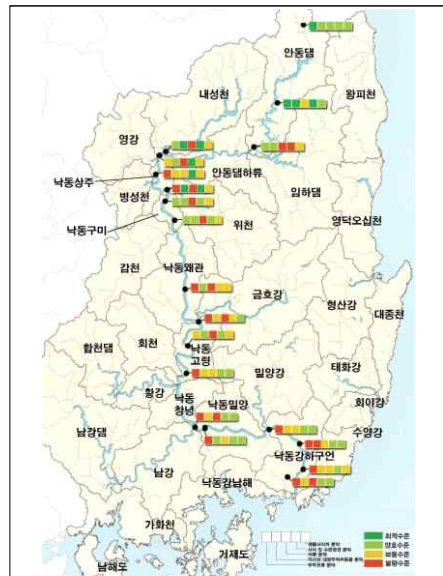 안동댐
내성천
왕피천
영강
낙동상주
안동댐하류
병성천
임하댐
낙동구미
위천
영덕오십천
감천
낙동왜관
금호강
형산강
대종천
합천댐
회천
낙동
고령
밀양강
태화강
황강
낙동
창녕
낙동밀양
회야강
남강댐
수영강
남강
낙동강하구언
낙동강남해
가화천
거제도
남해도
최적수준
양호수준
보통수준
불량수준